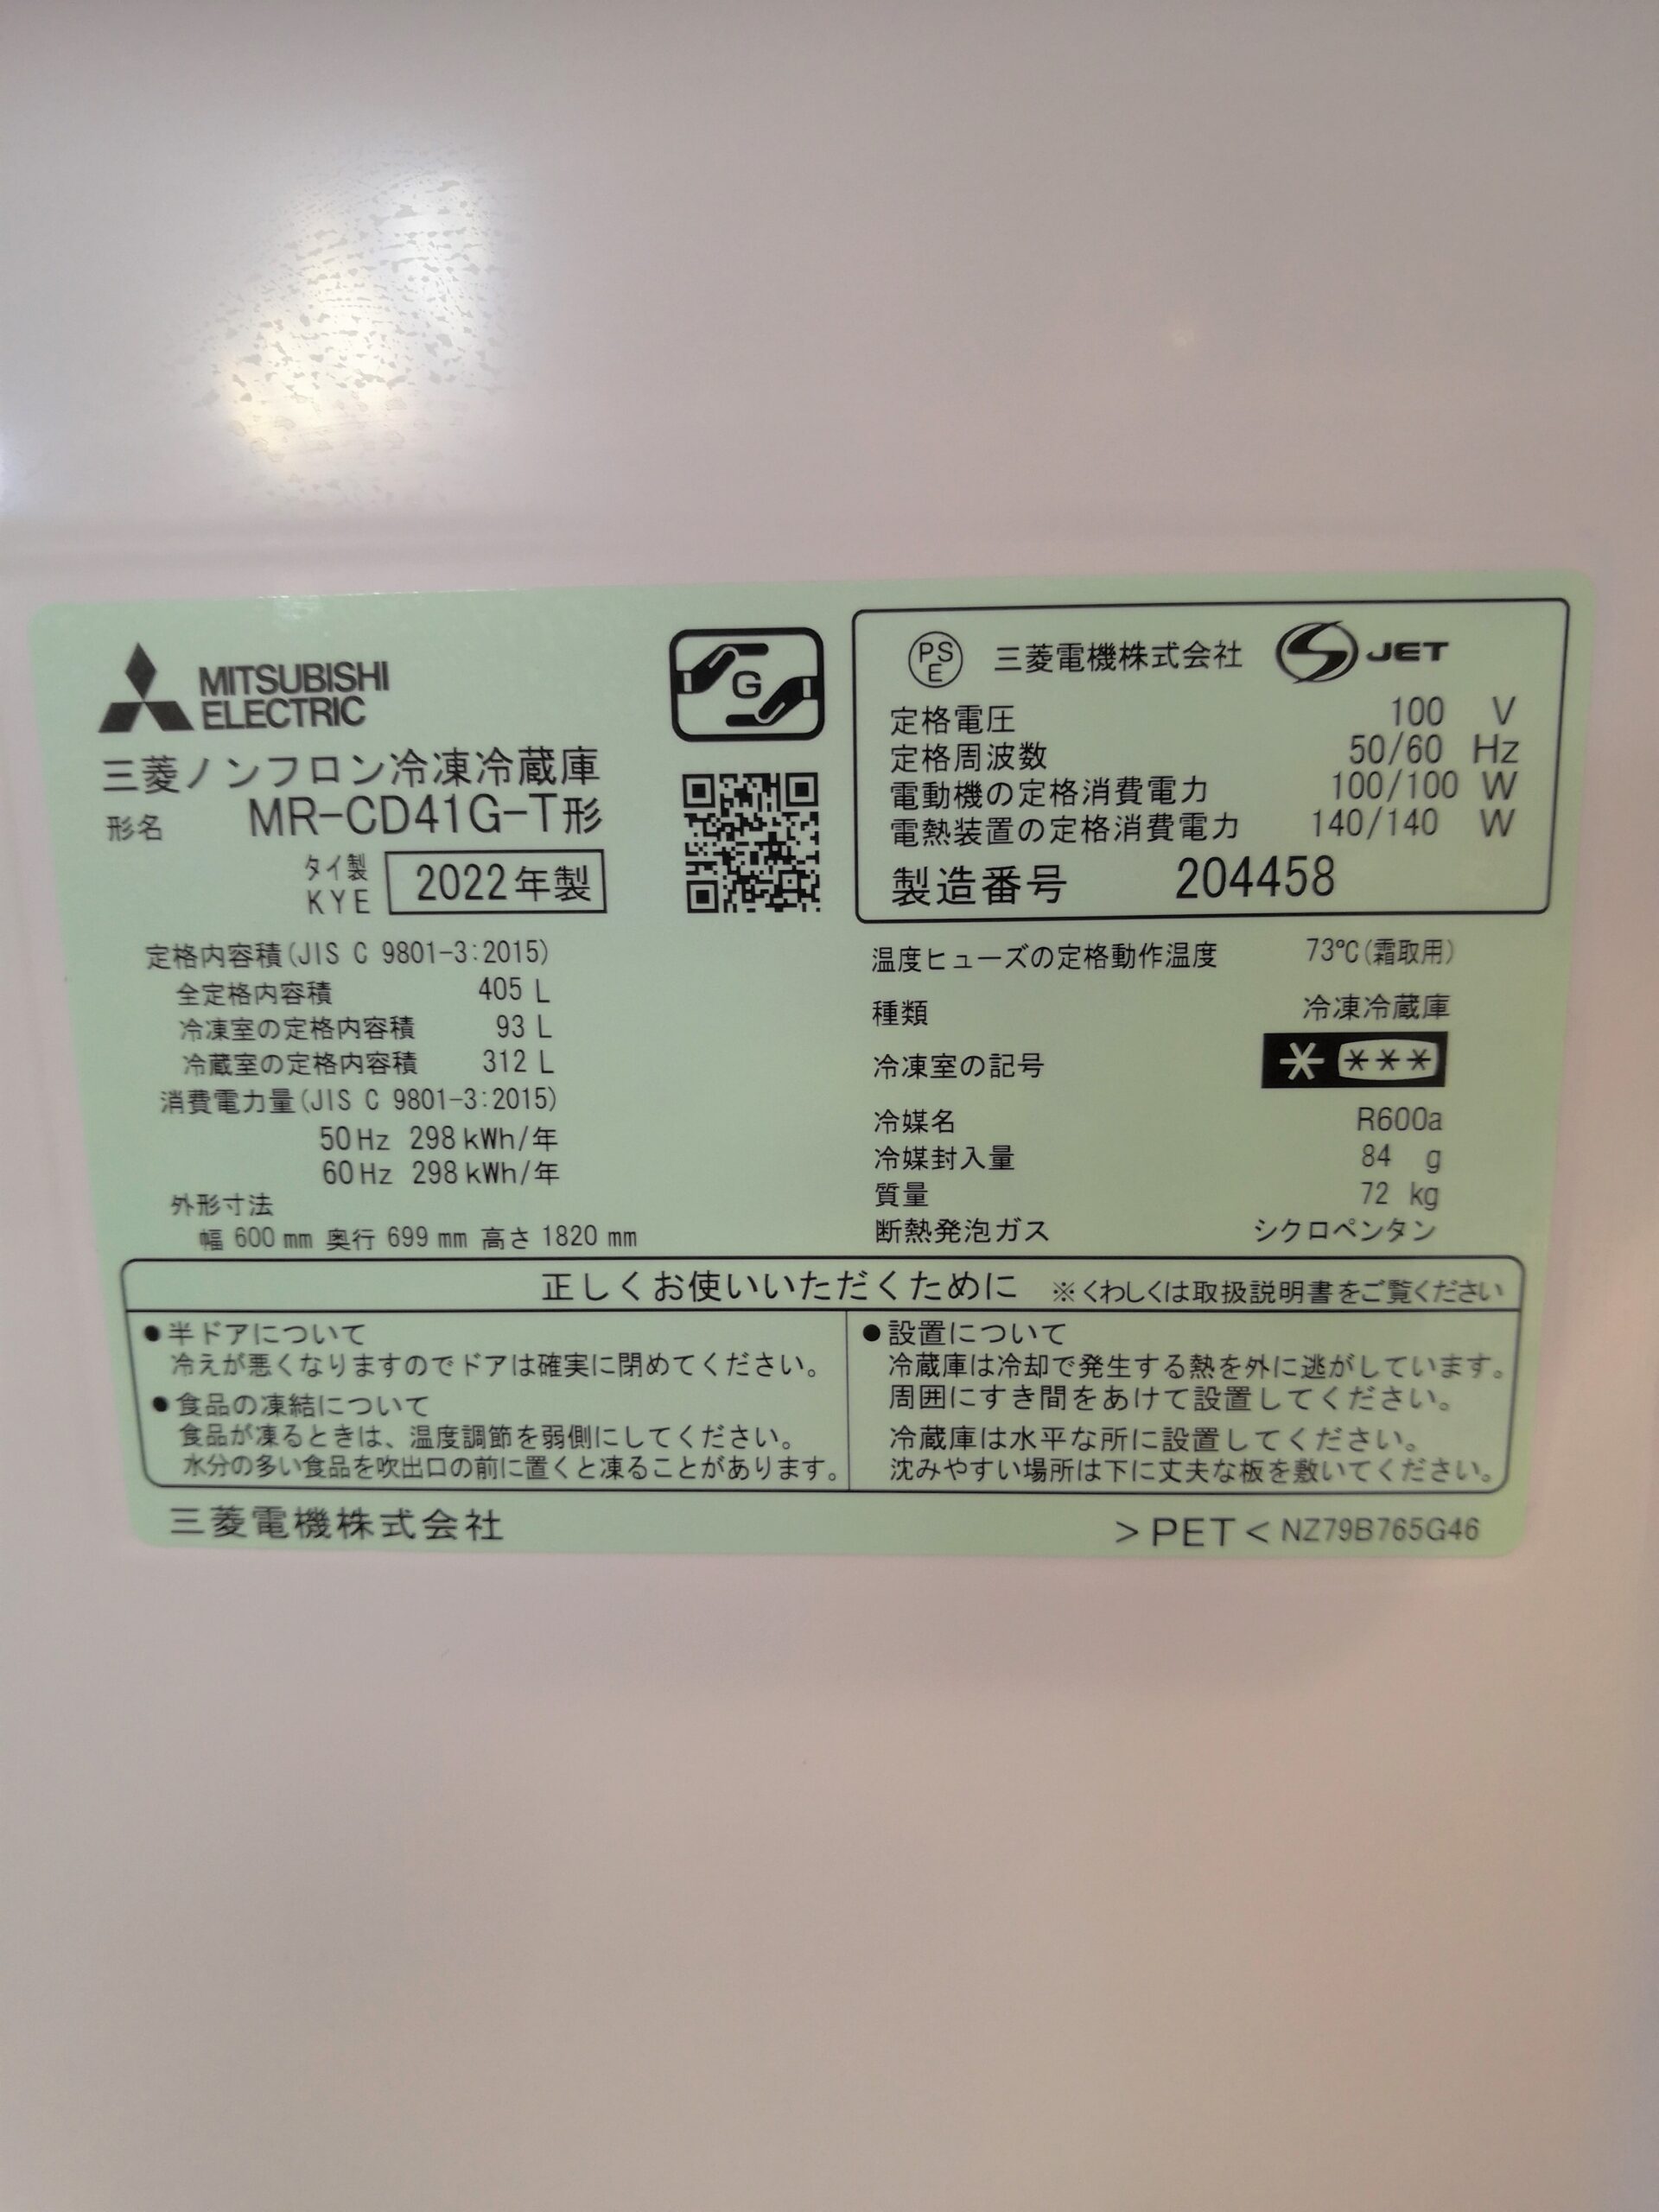 MITSUBISHI
ELECTRIC
三菱ノンフロン冷凍冷蔵庫
形名 MR-CD41G-T形
タイ製
KYE
2022年製
G
PS
E
三菱電機株式会社
JET
定格電圧 100 V
定格周波数 50/60 Hz
電動機の定格消費電力 100/100 W
電熱装置の定格消費電力 140/140 W
製造番号 204458
定格内容積(JIS C 9801-3:2015)
全定格内容積 405 L
冷凍室の定格内容積 93 L
冷蔵室の定格内容積 312 L
消費電力量(JIS C 9801-3:2015)
50Hz 298kWh/年
60Hz 298kWh/年
外形寸法
幅 600mm 奥行 699mm 高さ 1820mm
温度ヒューズの定格動作温度 73℃(霜取用)
種類 冷凍冷蔵庫
冷凍室の記号 * ***
冷媒名 R600a
冷媒封入量 84 g
質量 72 kg
断熱発泡ガス シクロペンタン
正しくお使いいただくために ※くわしくは取扱説明書をご覧ください
●半ドアについて
冷えが悪くなりますのでドアは確実に閉めてください。
●食品の凍結について
食品が凍るときは、温度調節を弱側にしてください。
水分の多い食品を吹出口の前に置くと凍ることがあります。
●設置について
冷蔵庫は冷却で発生する熱を外に逃がしています。
周囲にすき間をあけて設置してください。
冷蔵庫は水平な所に設置してください。
沈みやすい場所は下に丈夫な板を敷いてください。
三菱電機株式会社
>PET< NZ79B765G46